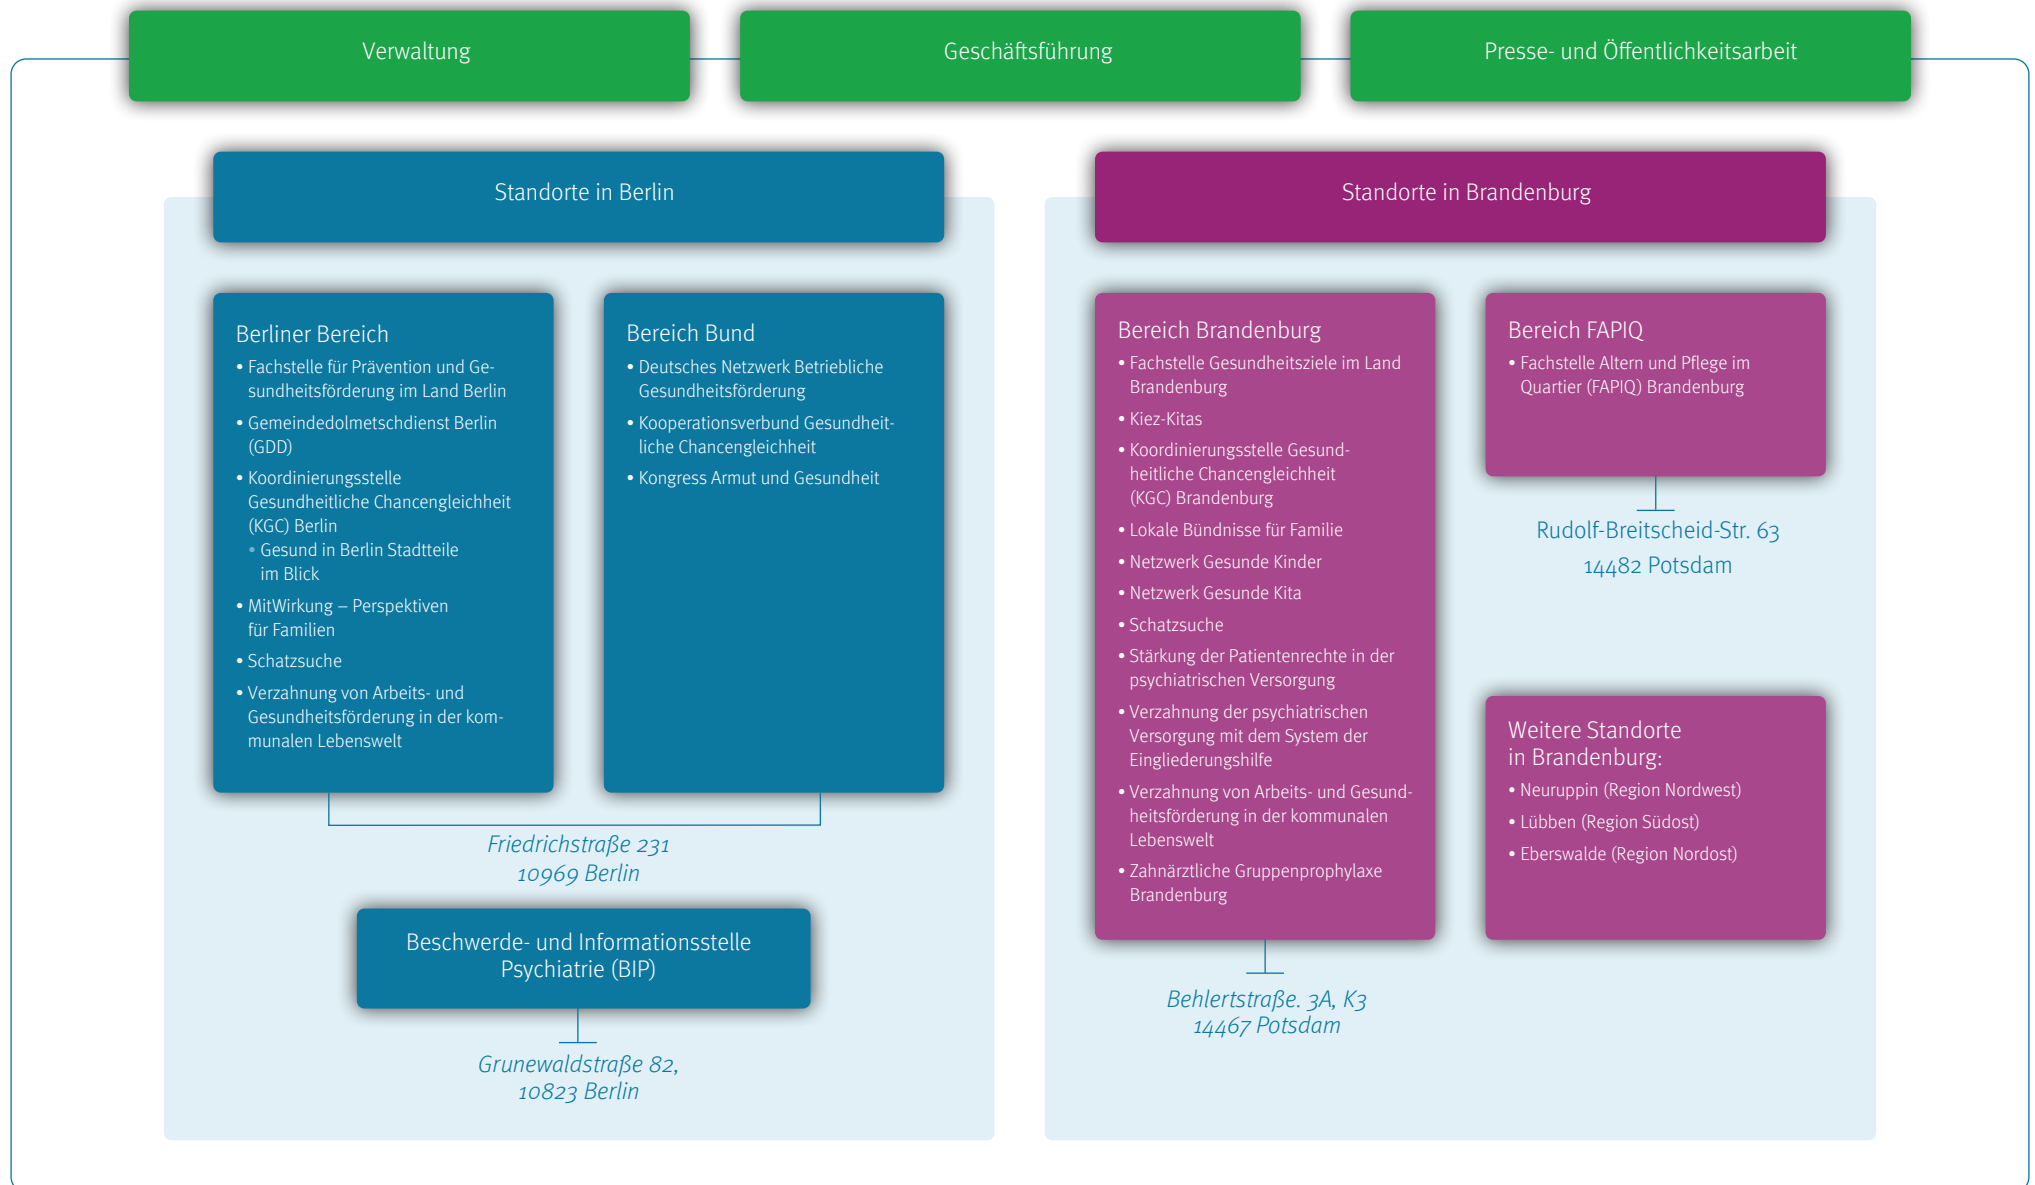 Verwaltung
Geschäftsführung
Presse- und Öffentlichkeitsarbeit
Standorte in Berlin
Berliner Bereich
• Fachstelle für Prävention und Ge-
sundheitsförderung im Land Berlin
• Gemeindedolmetschdienst Berlin
(GDD)
• Koordinierungsstelle
Gesundheitliche Chancengleichheit
(KGC) Berlin
• Gesund in Berlin Stadtteile
im Blick
• MitWirkung – Perspektiven
für Familien
• Schatzsuche
• Verzahnung von Arbeits- und
Gesundheitsförderung in der kom-
munalen Lebenswelt
Bereich Bund
• Deutsches Netzwerk Betriebliche
Gesundheitsförderung
• Kooperationsverbund Gesundheit-
liche Chancengleichheit
• Kongress Armut und Gesundheit
Friedrichstraße 231
10969 Berlin
Beschwerde- und Informationsstelle
Psychiatrie (BIP)
Grunewaldstraße 82,
10823 Berlin
Standorte in Brandenburg
Bereich Brandenburg
• Fachstelle Gesundheitsziele im Land
Brandenburg
• Kiez-Kitas
• Koordinierungsstelle Gesund-
heitliche Chancengleichheit
(KGC) Brandenburg
• Lokale Bündnisse für Familie
• Netzwerk Gesunde Kinder
• Netzwerk Gesunde Kita
• Schatzsuche
• Stärkung der Patientenrechte in der
psychiatrischen Versorgung
• Verzahnung der psychiatrischen
Versorgung mit dem System der
Eingliederungshilfe
• Verzahnung von Arbeits- und Gesund-
heitsförderung in der kommunalen
Lebenswelt
• Zahnärztliche Gruppenprophylaxe
Brandenburg
Behlertstraße. 3A, K3
14467 Potsdam
Bereich FAPIQ
• Fachstelle Altern und Pflege im
Quartier (FAPIQ) Brandenburg
Rudolf-Breitscheid-Str. 63
14482 Potsdam
Weitere Standorte
in Brandenburg:
• Neuruppin (Region Nordwest)
• Lübben (Region Südost)
• Eberswalde (Region Nordost)